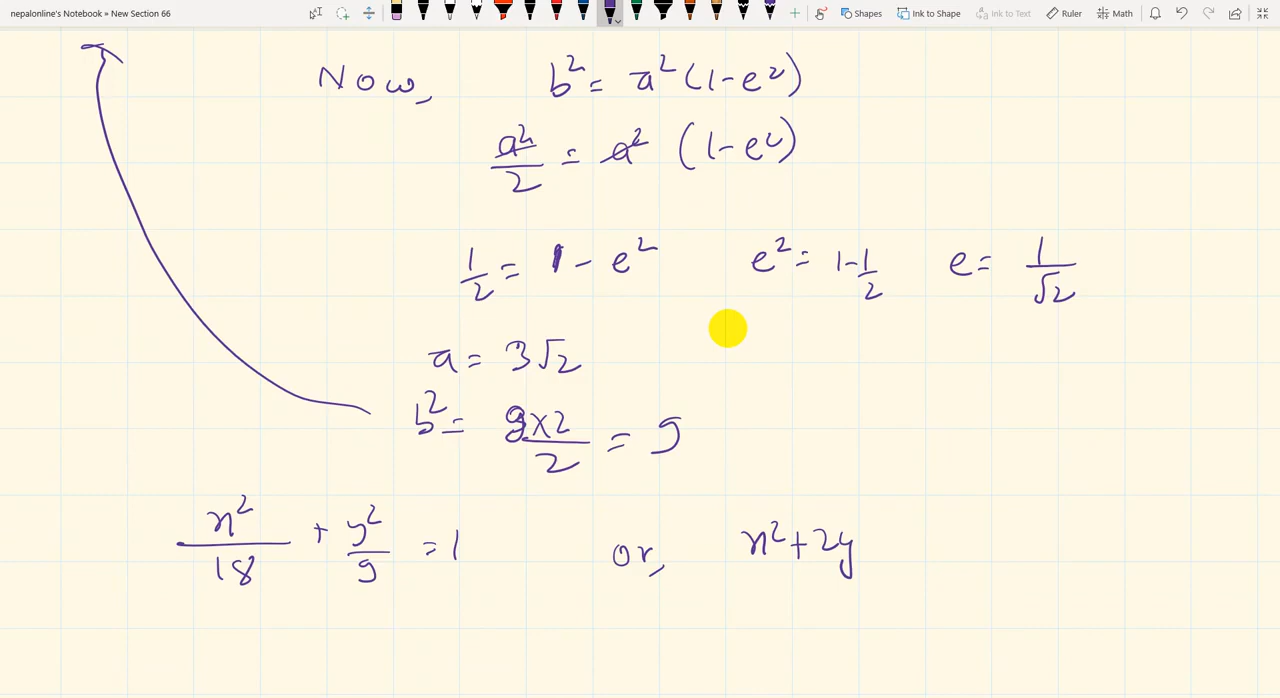 nepalonline's Notebook » New Section 66
Shapes Ink to Shape Ink to Text Ruler Math
Now, b² = a² (1 - e²)
a²/2 = a² (1 - e²)
1/2 = 1 - e² e² = 1 - 1/2 e = 1/√2
a = 3√2
b² = 9×2/2 = 9
x²/18 + y²/9 = 1 or, x² + 2y